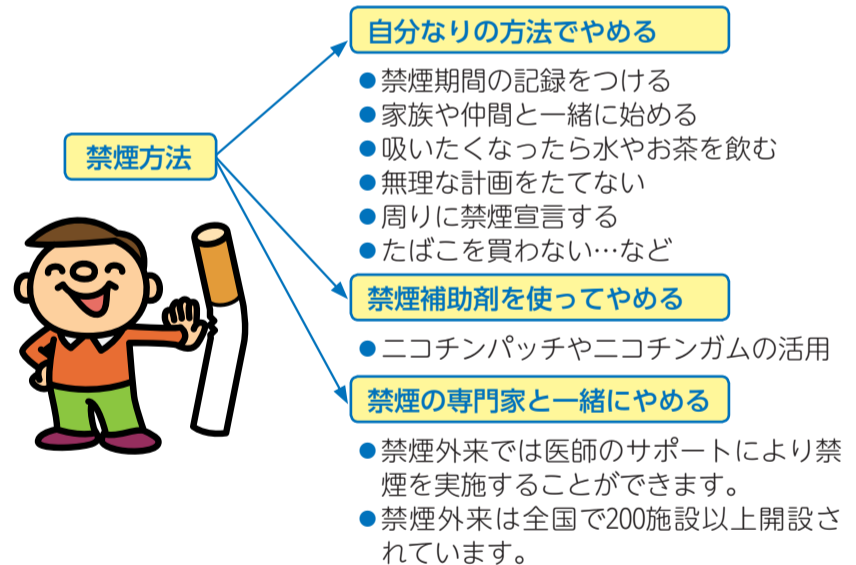 禁煙方法
自分なりの方法でやめる
●禁煙期間の記録をつける
●家族や仲間と一緒に始める
●吸いたくなったら水やお茶を飲む
●無理な計画をたてない
●周りに禁煙宣言する
●たばこを買わない…など
禁煙補助剤を使ってやめる
●ニコチンパッチやニコチンガムの活用
禁煙の専門家と一緒にやめる
●禁煙外来では医師のサポートにより禁
煙を実施することができます。
●禁煙外来は全国で200施設以上開設さ
れています。